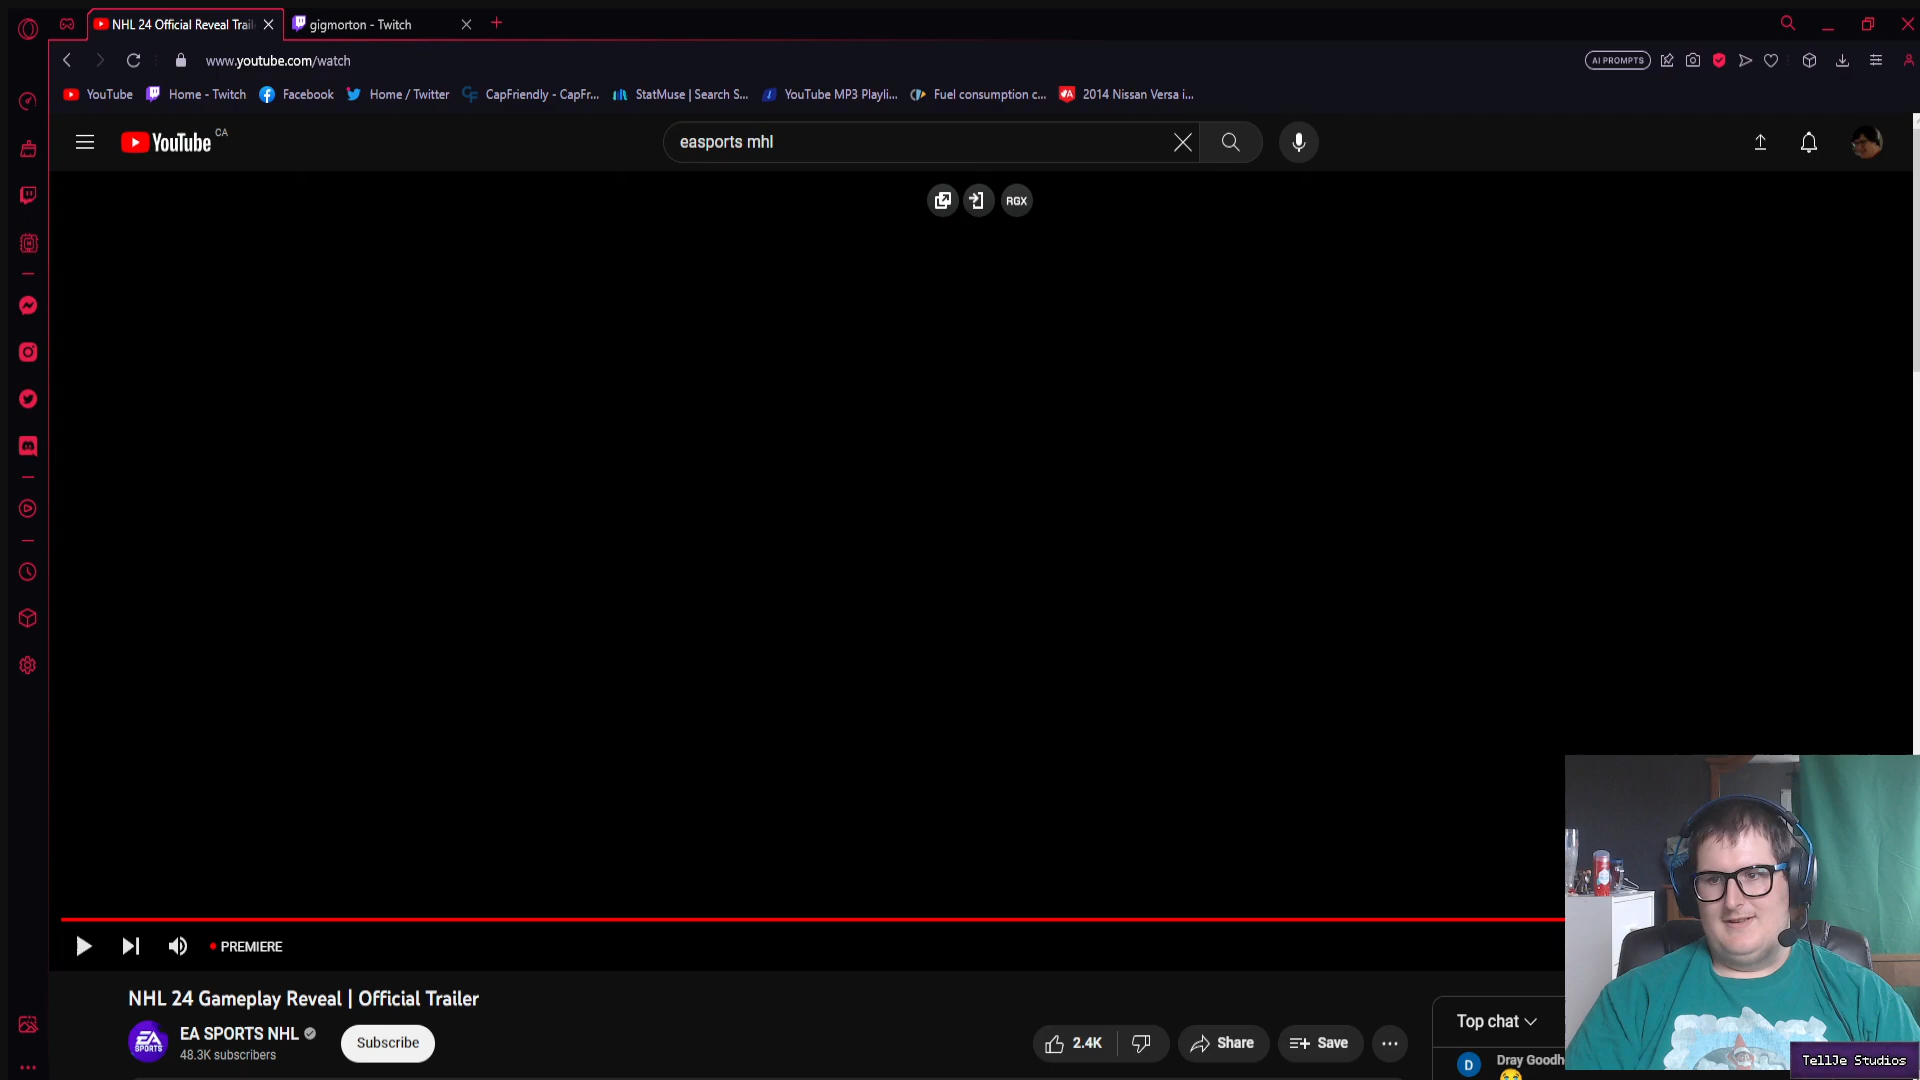 NHL 24 Official Reveal Trail
gigmorton - Twitch
www.youtube.com/watch
AI PROMPTS
YouTube
Home - Twitch
Facebook
Home / Twitter
CapFriendly - CapFr...
StatMuse | Search S...
YouTube MP3 Playli...
Fuel consumption c...
2014 Nissan Versa i...
YouTube CA
easports mhl
RGX
PREMIERE
NHL 24 Gameplay Reveal | Official Trailer
EA SPORTS
EA SPORTS NHL
48.3K subscribers
Subscribe
2.4K
Share
Save
Top chat
D
Dray Goodh
TellJe Studios